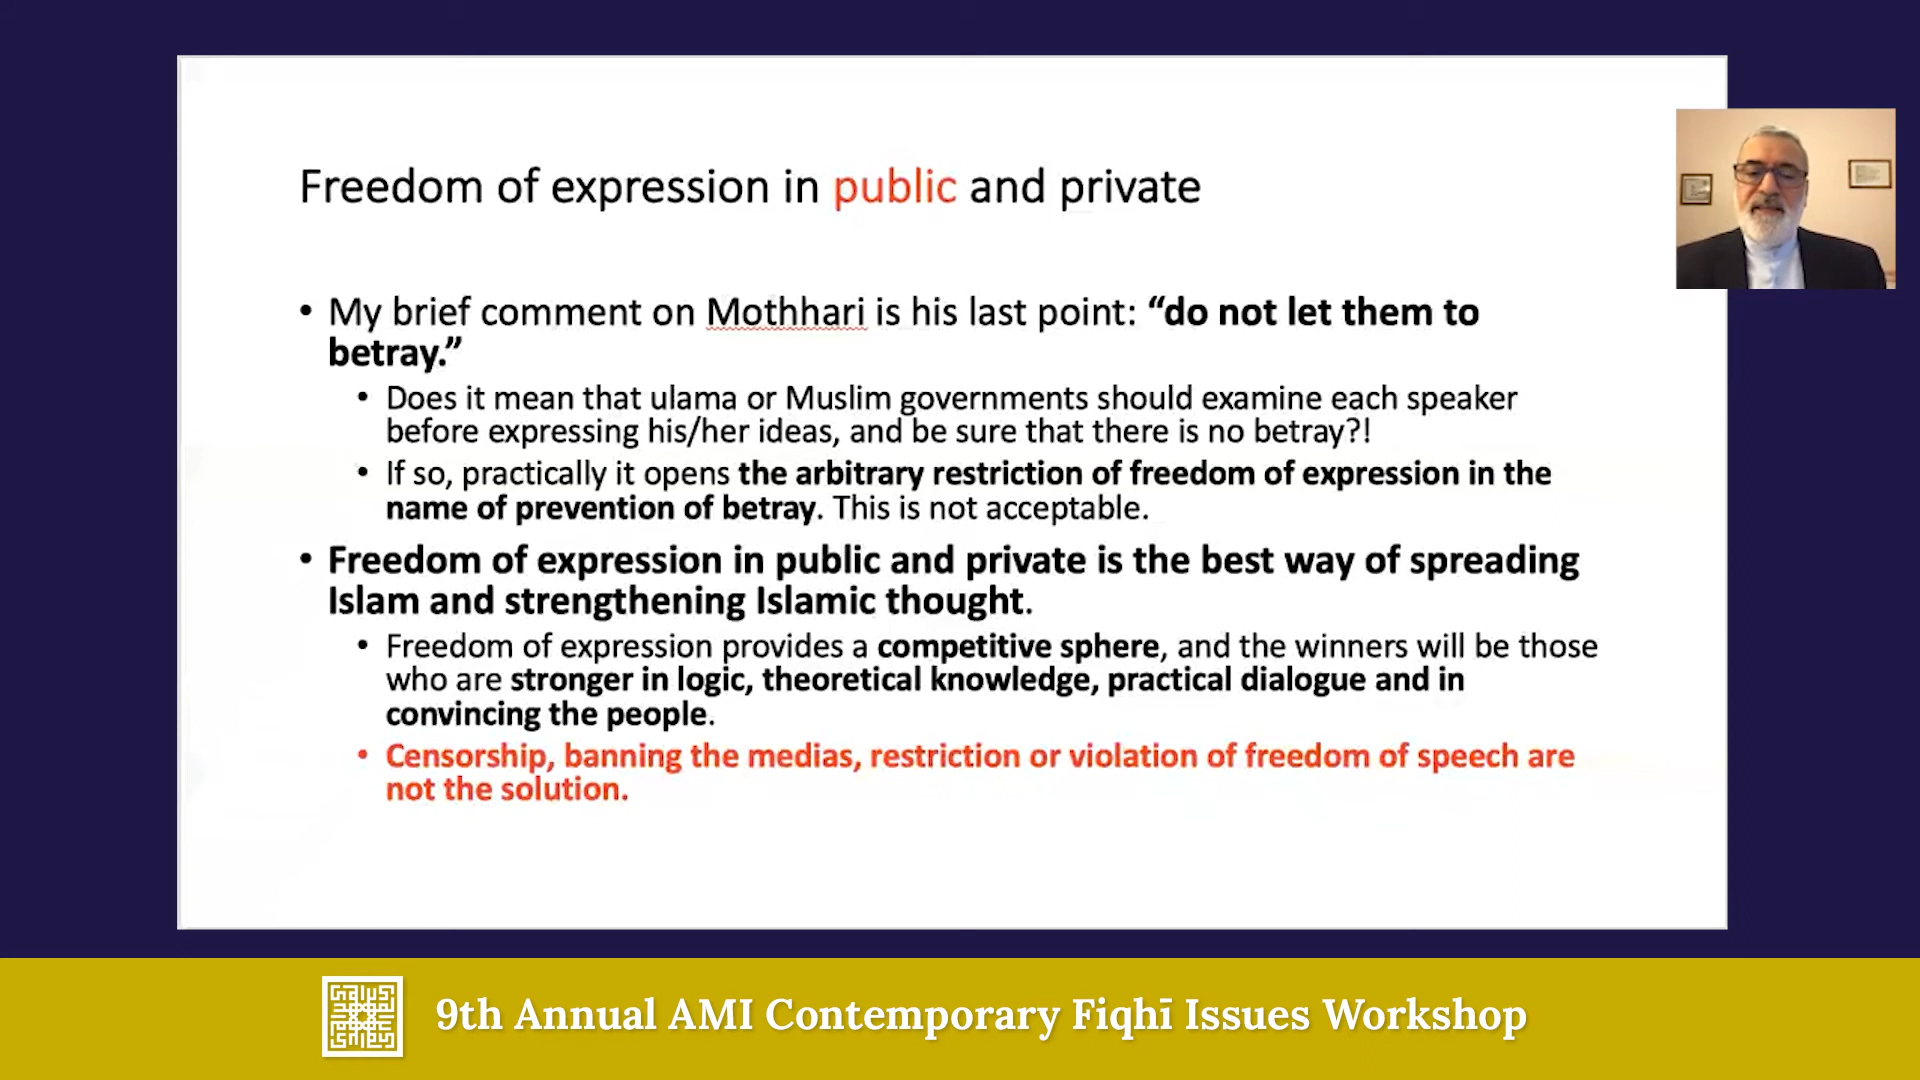 Freedom of expression in public and private
• My brief comment on Mothhari is his last point: “do not let them to
betray.”
• Does it mean that ulama or Muslim governments should examine each speaker
before expressing his/her ideas, and be sure that there is no betray?!
• If so, practically it opens the arbitrary restriction of freedom of expression in the
name of prevention of betray. This is not acceptable.
• Freedom of expression in public and private is the best way of spreading
Islam and strengthening Islamic thought.
• Freedom of expression provides a competitive sphere, and the winners will be those
who are stronger in logic, theoretical knowledge, practical dialogue and in
convincing the people.
• Censorship, banning the medias, restriction or violation of freedom of speech are
not the solution.
9th Annual AMI Contemporary Fiqhī Issues Workshop